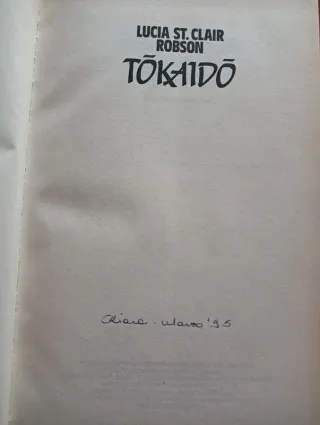 LUCIA ST. CLAIR
ROBSON
TŌKAIDŌ
Chiara - Marzo '95